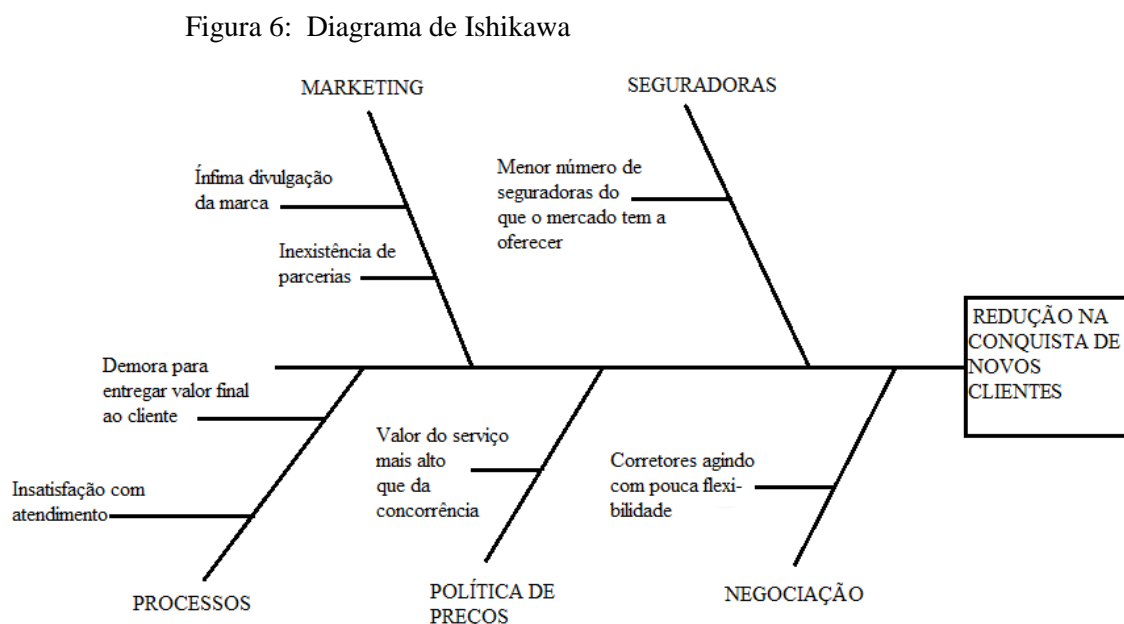 Figura 6: Diagrama de Ishikawa
MARKETING
SEGURADORAS
Ínfima divulgação
da marca
Inexistência de
parcerias
Menor número de
seguradoras do
que o mercado tem a
oferecer
REDUÇÃO NA
CONQUISTA DE
NOVOS
CLIENTES
Demora para
entregar valor final
ao cliente
Insatisfação com
atendimento
Valor do serviço
mais alto
que da
concorrência
Corretores agindo
com pouca flexi-
bilidade
PROCESSOS
POLÍTICA DE
PRECOS
NEGOCIAÇÃO